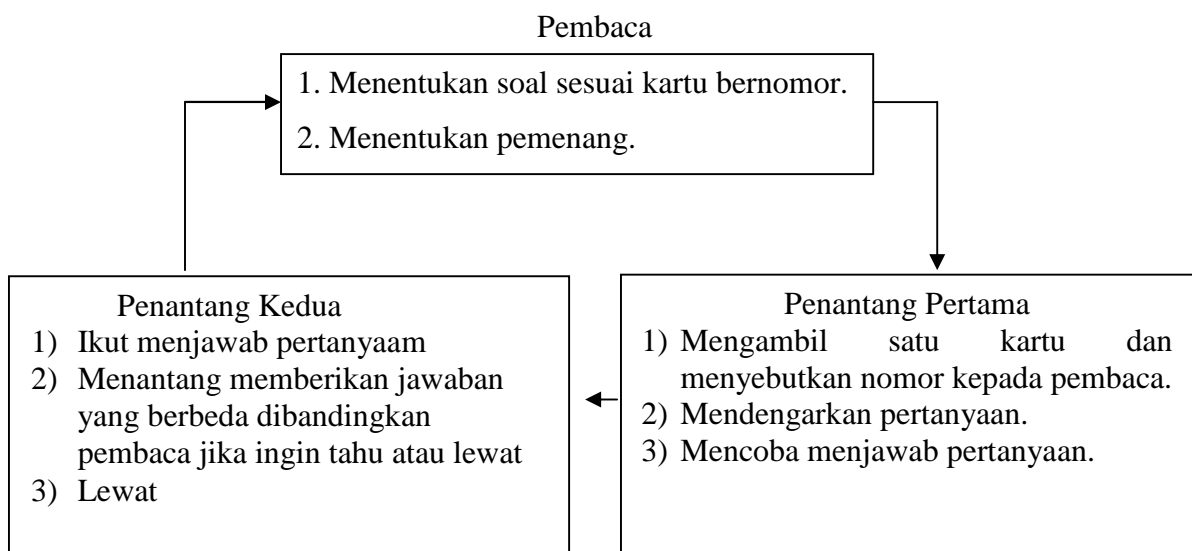 Pembaca
1. Menentukan soal sesuai kartu bernomor.
2. Menentukan pemenang.
Penantang Kedua
1) Ikut menjawab pertanyaam
2) Menantang memberikan jawaban
yang berbeda dibandingkan
pembaca jika ingin tahu atau lewat
3) Lewat
Penantang Pertama
1) Mengambil satu kartu dan
menyebutkan nomor kepada pembaca.
2) Mendengarkan pertanyaan.
3) Mencoba menjawab pertanyaan.